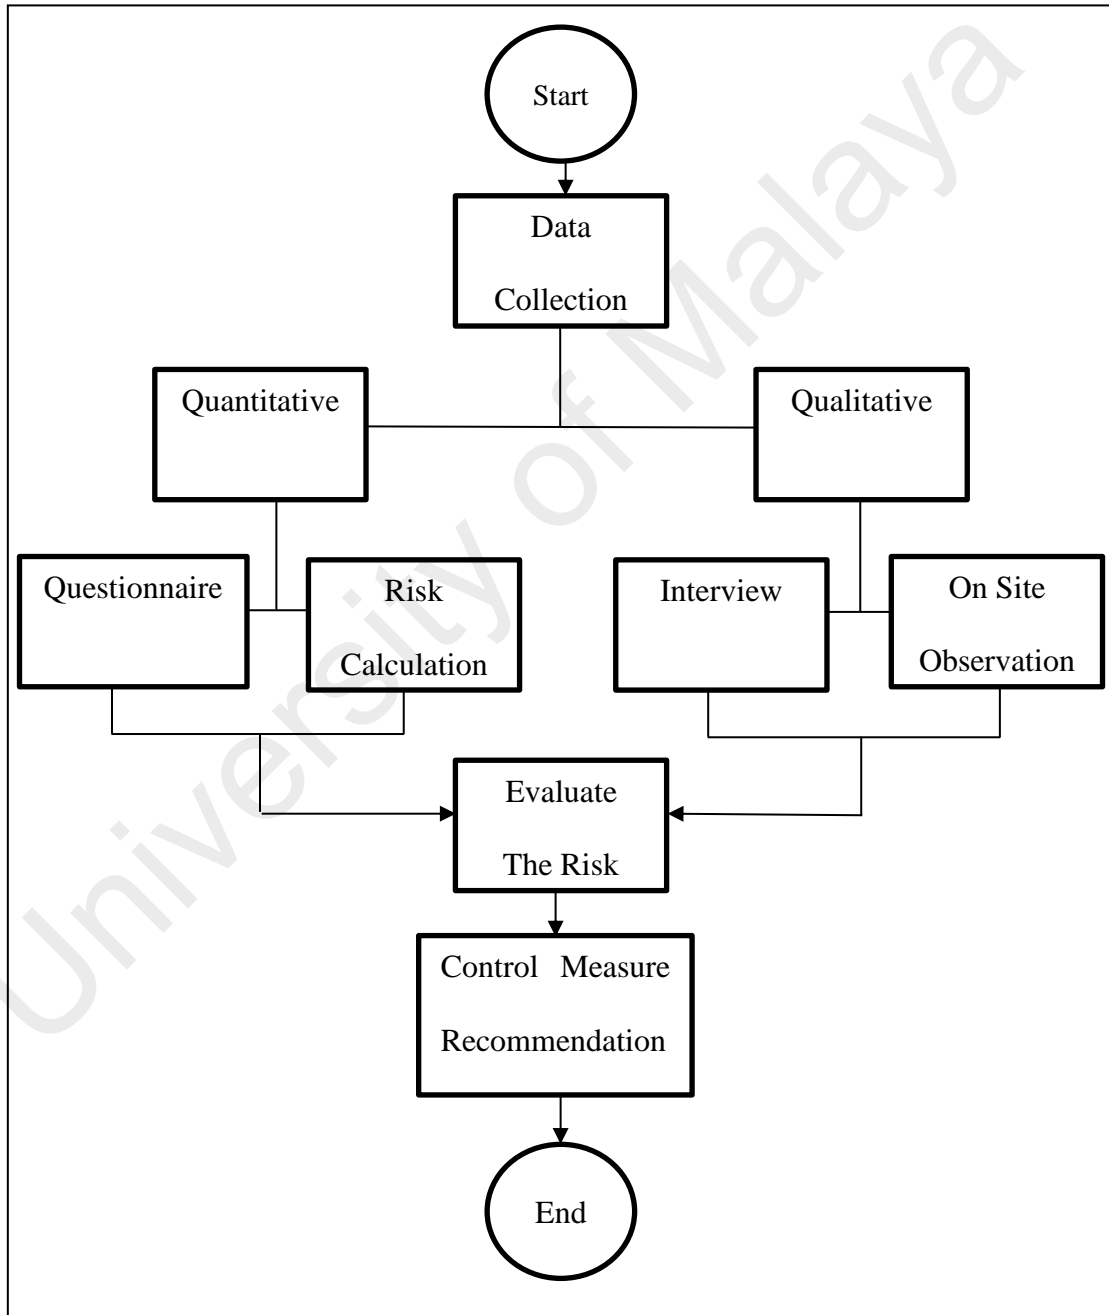 Start
Data
Collection
Quantitative
Qualitative
Questionnaire
Risk
Calculation
Interview
On Site
Observation
Evaluate
The Risk
Control Measure
Recommendation
End
University of Malaya